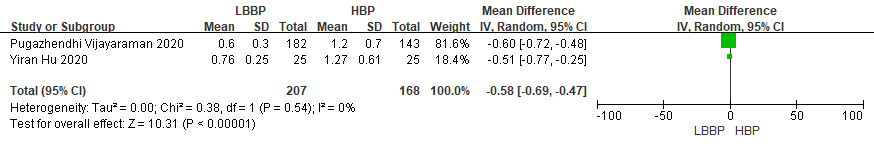 LBBP HBP Mean Difference Mean Difference
Study or Subgroup Mean SD Total Mean SD Total Weight IV, Random, 95% CI IV, Random, 95% CI
Pugazhendhi Vijayaraman 2020 0.6 0.3 182 1.2 0.7 143 81.6% -0.60 [-0.72, -0.48]
Yiran Hu 2020 0.76 0.25 25 1.27 0.61 25 18.4% -0.51 [-0.77, -0.25]
Total (95% CI) 207 168 100.0% -0.58 [-0.69, -0.47]
Heterogeneity: Tau² = 0.00; Chi² = 0.38, df = 1 (P = 0.54); I² = 0%
Test for overall effect: Z = 10.31 (P < 0.00001)
-100 -50 0 50 100
LBBP HBP